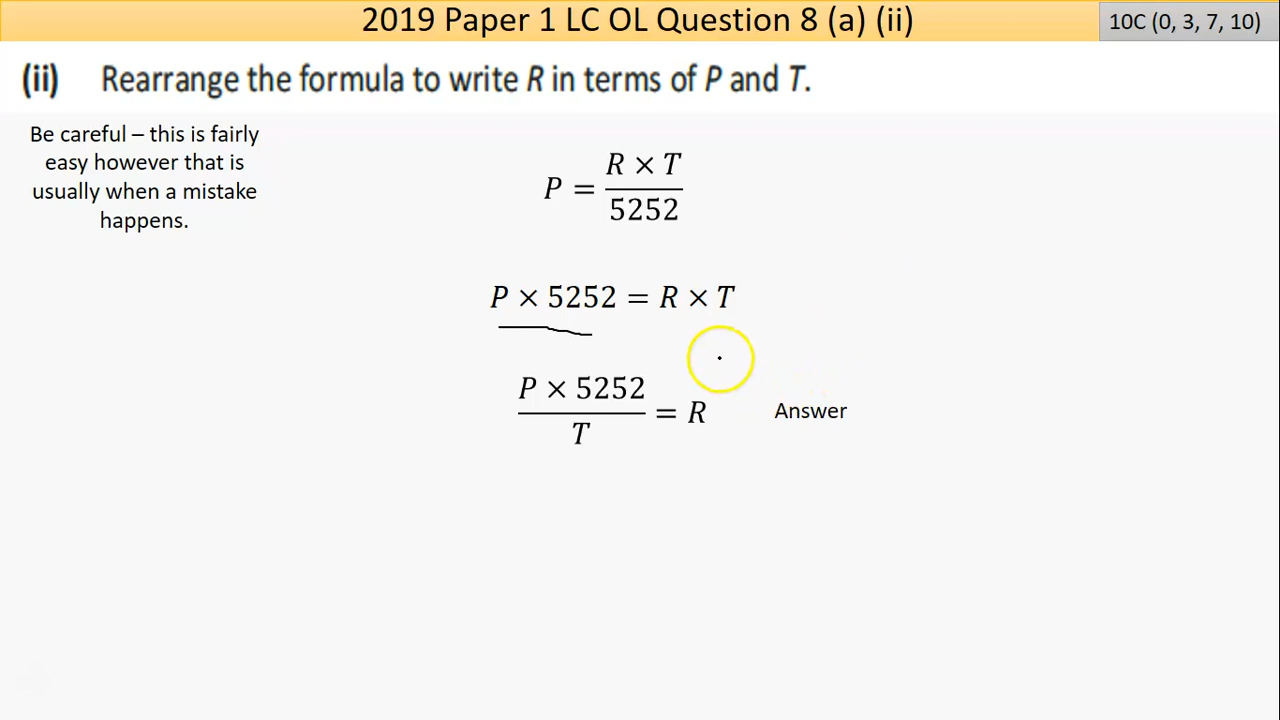 2019 Paper 1 LC OL Question 8 (a) (ii)
10C (0, 3, 7, 10)
(ii) Rearrange the formula to write R in terms of P and T.
Be careful – this is fairly
easy however that is
usually when a mistake
happens.
P = R × T / 5252
P × 5252 = R × T
P × 5252 / T = R
Answer